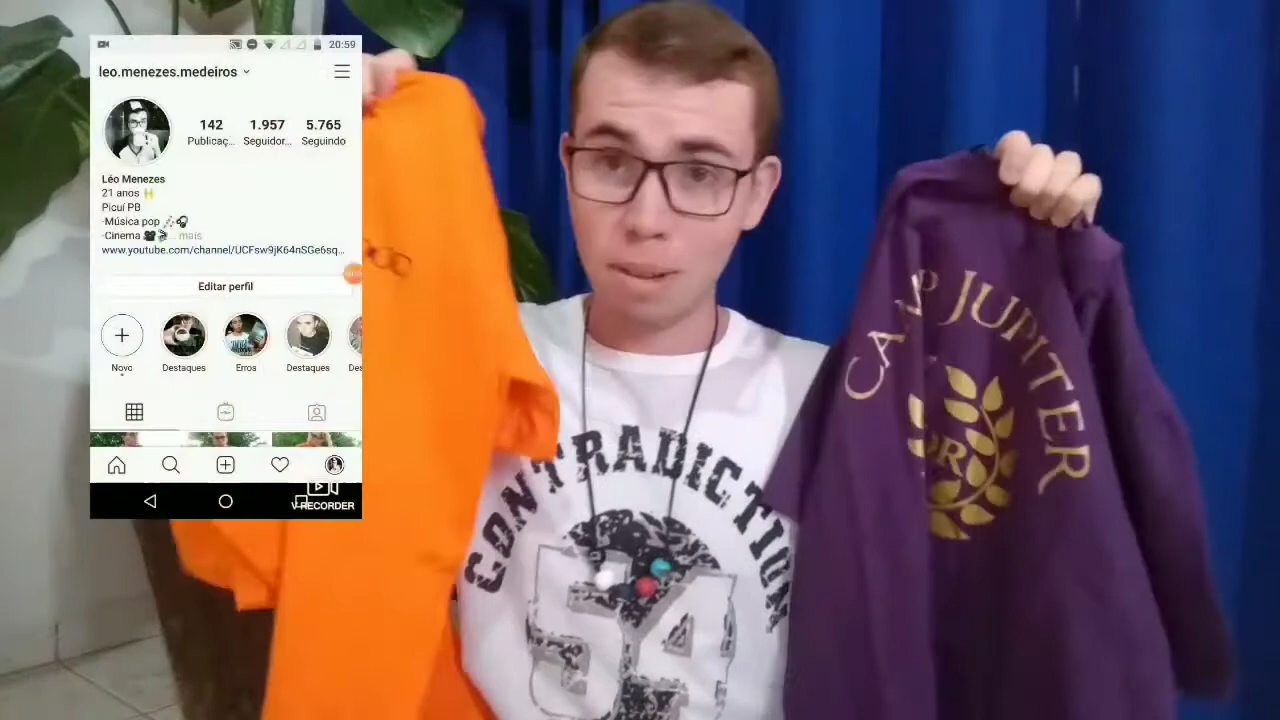 20:59
leo.menezes.medeiros
142 1.957 5.765
Publicaç... Seguidor... Seguindo
Léo Menezes
21 anos
Picuí PB
-Música pop
-Cinema ... mais
www.youtube.com/channel/UCFsw9jK64nSGe6sq...
Editar perfil
Novo Destaques Erros Destaques Des
V RECORDER
CAMP JUPITER
CONTRADICTION
54